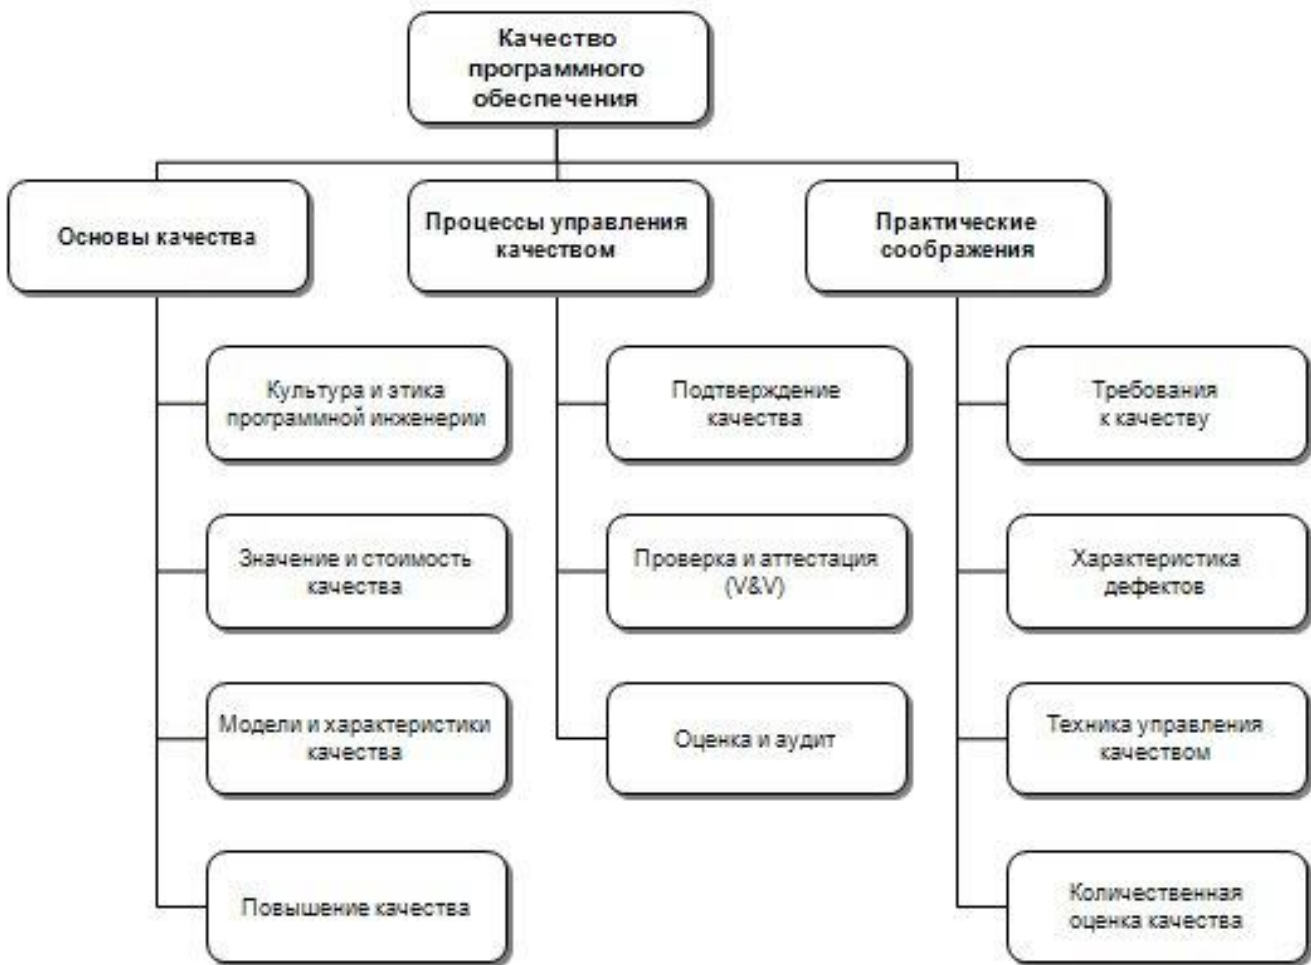 Качество
программного
обеспечения
Основы качества
Процессы управления
качеством
Практические
соображения
Культура и этика
программной инженерии
Подтверждение
качества
Требования
к качеству
Значение и стоимость
качества
Проверка и аттестация
(V&V)
Характеристика
дефектов
Модели и характеристики
качества
Оценка и аудит
Техника управления
качеством
Повышение качества
Количественная
оценка качества